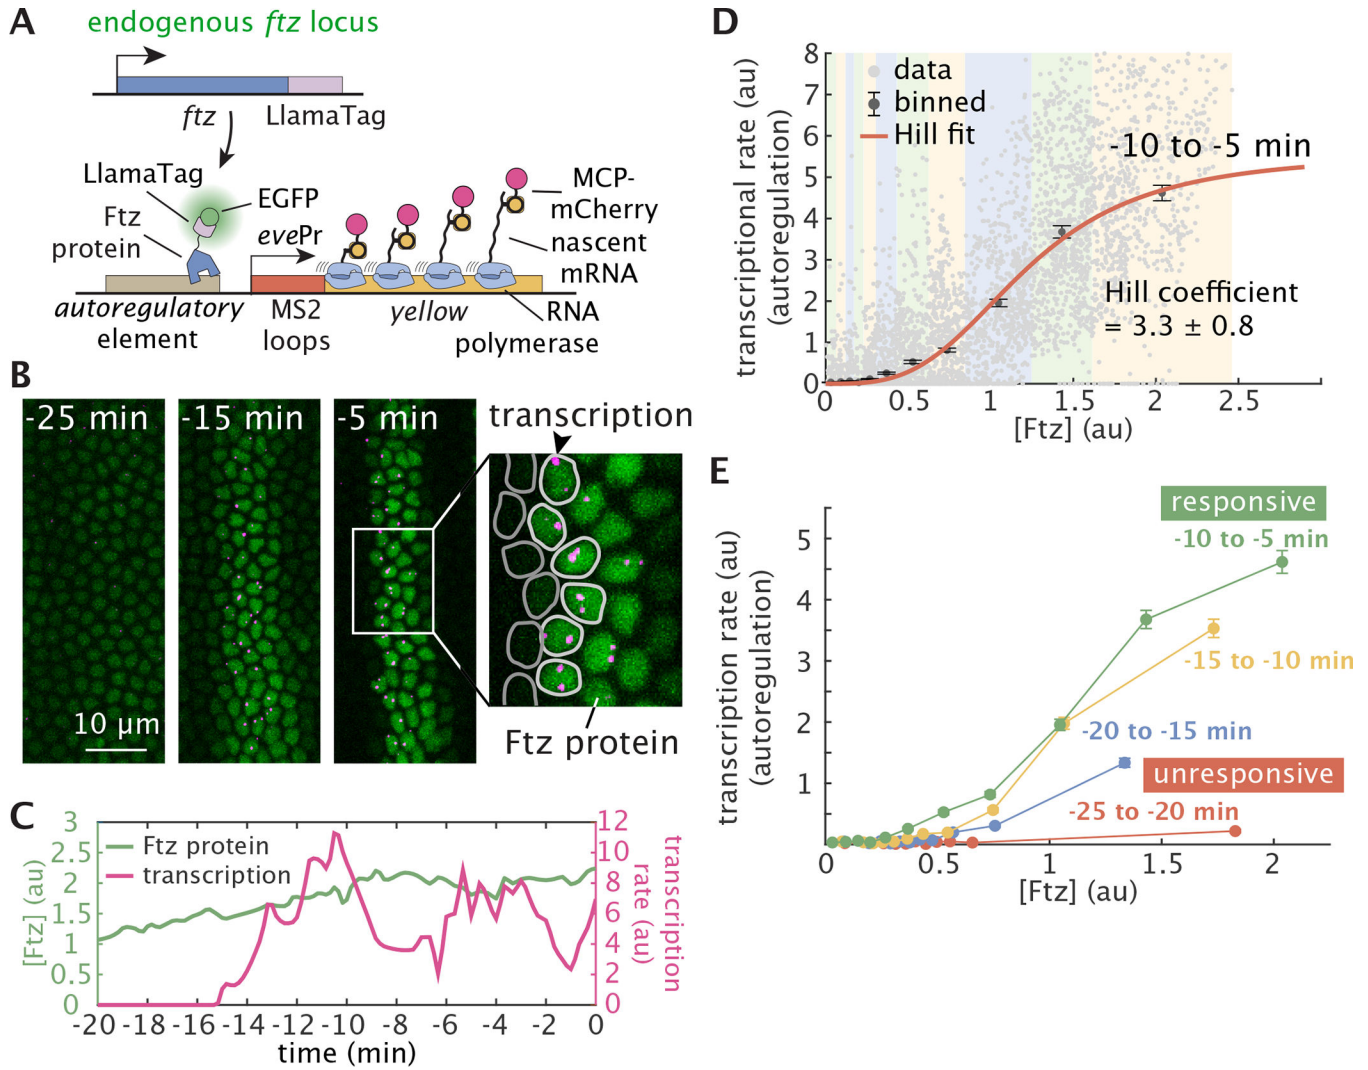 A
endogenous ftz locus
ftz
LlamaTag
LlamaTag
EGFP
Ftz
protein
evePr
MCP-
mCherry
nascent
mRNA
autoregulatory
element
MS2
loops
yellow
RNA
polymerase
B
-25 min
-15 min
-5 min
transcription
10 µm
Ftz protein
C
3
2.5
2
1.5
1
0.5
0
[Ftz] (au)
Ftz protein
transcription
12
10
8
6
4
2
0
transcription
rate (au)
-20
-18
-16
-14
-12
-10
-8
-6
-4
-2
0
time (min)
D
8
7
6
5
4
3
2
1
0
transcriptional rate (au)
(autoregulation)
data
binned
Hill fit
-10 to -5 min
Hill coefficient
= 3.3 ± 0.8
0
0.5
1
1.5
2
2.5
[Ftz] (au)
E
5
4
3
2
1
transcription rate (au)
(autoregulation)
responsive
-10 to -5 min
-15 to -10 min
-20 to -15 min
unresponsive
-25 to -20 min
0
0.5
1
1.5
2
[Ftz] (au)